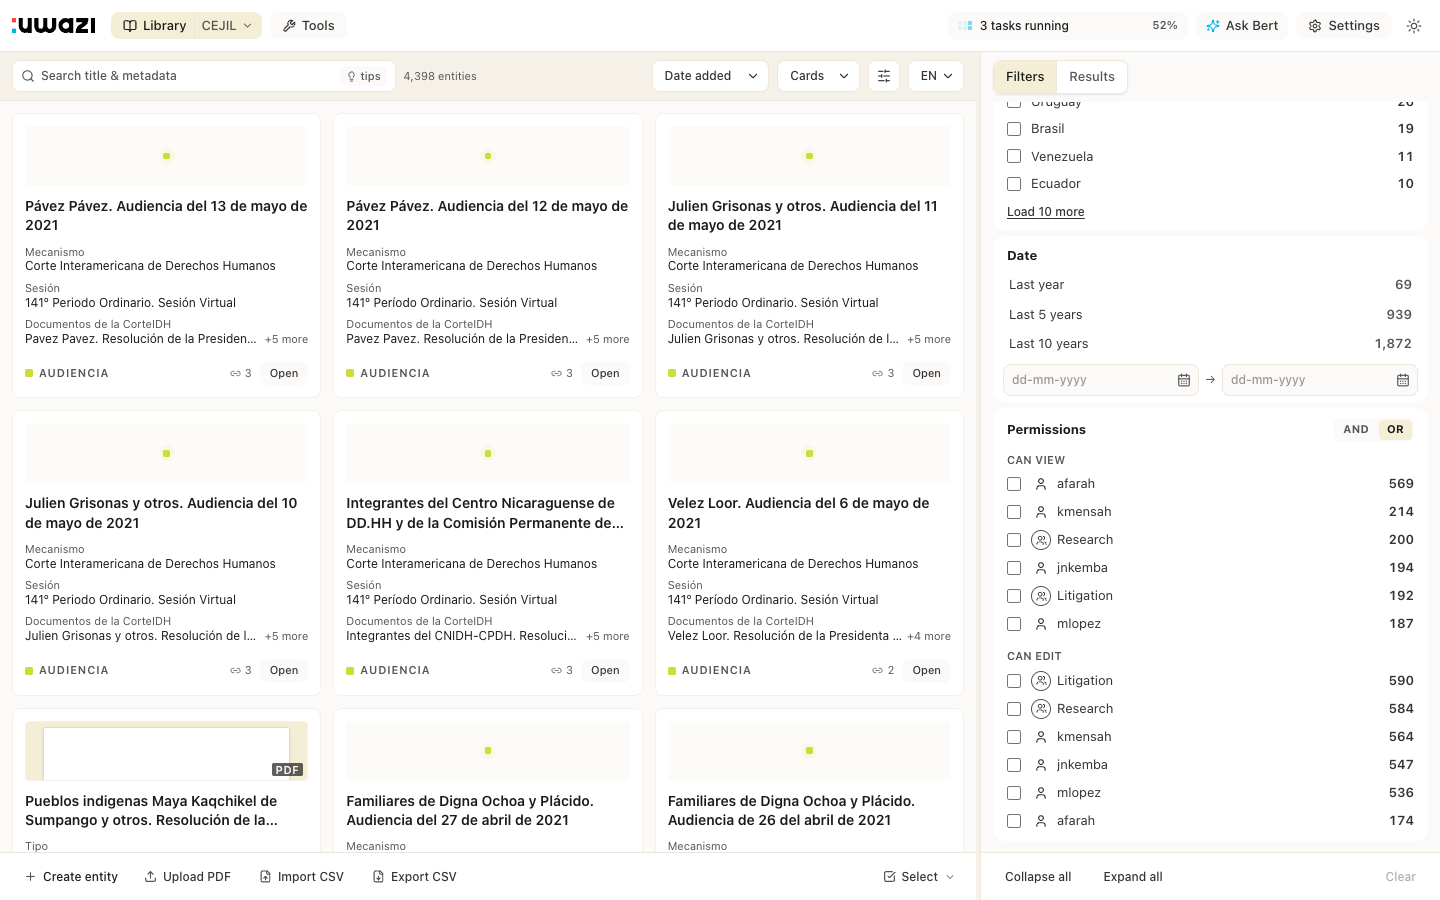 uwazi
Library CEJIL
Tools
3 tasks running 52%
Ask Bert
Settings
Search title & metadata
tips
4,398 entities
Date added
Cards
EN
Pávez Pávez. Audiencia del 13 de mayo de
2021
Mecanismo
Corte Interamericana de Derechos Humanos
Sesión
141° Periodo Ordinario. Sesión Virtual
Documentos de la CorteIDH
Pavez Pavez. Resolución de la Presiden... +5 more
AUDIENCIA 3 Open
Pávez Pávez. Audiencia del 12 de mayo de
2021
Mecanismo
Corte Interamericana de Derechos Humanos
Sesión
141° Período Ordinario. Sesión Virtual
Documentos de la CorteIDH
Pavez Pavez. Resolución de la Presiden... +5 more
AUDIENCIA 3 Open
Julien Grisonas y otros. Audiencia del 11
de mayo de 2021
Mecanismo
Corte Interamericana de Derechos Humanos
Sesión
141° Periodo Ordinario. Sesión Virtual
Documentos de la CorteIDH
Julien Grisonas y otros. Resolución de l... +5 more
AUDIENCIA 3 Open
Julien Grisonas y otros. Audiencia del 10
de mayo de 2021
Mecanismo
Corte Interamericana de Derechos Humanos
Sesión
141° Periodo Ordinario. Sesión Virtual
Documentos de la CorteIDH
Julien Grisonas y otros. Resolución de l... +5 more
AUDIENCIA 3 Open
Integrantes del Centro Nicaraguense de
DD.HH y de la Comisión Permanente de...
Mecanismo
Corte Interamericana de Derechos Humanos
Sesión
141° Período Ordinario. Sesión Virtual
Documentos de la CorteIDH
Integrantes del CNIDH-CPDH. Resoluci... +5 more
AUDIENCIA 3 Open
Velez Loor. Audiencia del 6 de mayo de
2021
Mecanismo
Corte Interamericana de Derechos Humanos
Sesión
141° Período Ordinario. Sesión Virtual
Documentos de la CorteIDH
Velez Loor. Resolución de la Presidenta ... +4 more
AUDIENCIA 2 Open
PDF
Pueblos indigenas Maya Kaqchikel de
Sumpango y otros. Resolución de la...
Tipo
Familiares de Digna Ochoa y Plácido.
Audiencia del 27 de abril de 2021
Mecanismo
Familiares de Digna Ochoa y Plácido.
Audiencia de 26 del abril de 2021
Mecanismo
Create entity
Upload PDF
Import CSV
Export CSV
Select
Filters
Results
Uruguay 20
Brasil 19
Venezuela 11
Ecuador 10
Load 10 more
Date
Last year 69
Last 5 years 939
Last 10 years 1,872
dd-mm-yyyy → dd-mm-yyyy
Permissions AND OR
CAN VIEW
afarah 569
kmensah 214
Research 200
jnkemba 194
Litigation 192
mlopez 187
CAN EDIT
Litigation 590
Research 584
kmensah 564
jnkemba 547
mlopez 536
afarah 174
Collapse all
Expand all
Clear